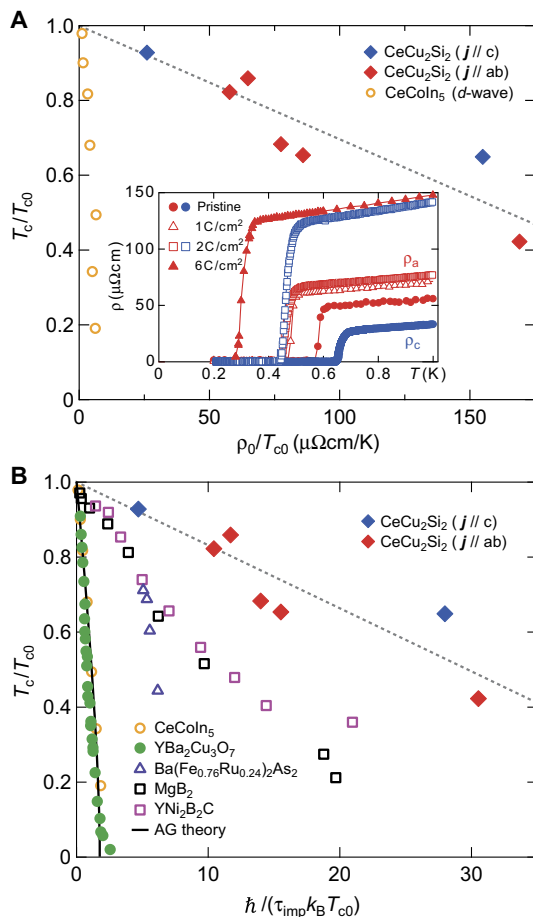 A
1.0
0.8
0.6
0.4
0.2
0
Tc/Tc0
CeCu2Si2 (j // c)
CeCu2Si2 (j // ab)
CeCoIn5 (d-wave)
150
100
50
0
ρ (μΩcm)
Pristine
1C/cm2
2C/cm2
6C/cm2
ρa
ρc
0 0.2 0.4 0.6 0.8 T(K)
0 50 100 150
ρ0/Tc0 (μΩcm/K)
B
1.0
0.8
0.6
0.4
0.2
0
Tc/Tc0
CeCu2Si2 (j // c)
CeCu2Si2 (j // ab)
CeCoIn5
YBa2Cu3O7
Ba(Fe0.76Ru0.24)2As2
MgB2
YNi2B2C
AG theory
0 10 20 30
ħ/(τimpkBTc0)